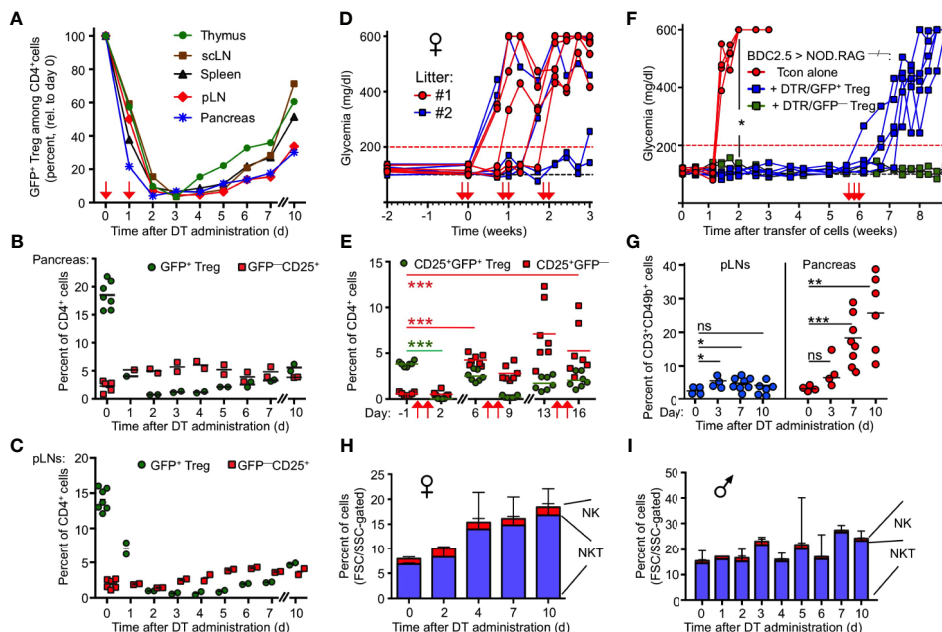 A
GFP⁺ Treg among CD4⁺cells
(percent, (rel. to day 0)
100
80
60
40
20
0
Thymus
scLN
Spleen
pLN
Pancreas
0 1 2 3 4 5 6 7 10
Time after DT administration (d)
B
Pancreas:
GFP⁺ Treg
GFP—CD25⁺
Percent of CD4⁺ cells
25
20
15
10
5
0
0 1 2 3 4 5 6 7 10
Time after DT administration (d)
C
pLNs:
GFP⁺ Treg
GFP—CD25⁺
Percent of CD4⁺ cells
20
15
10
5
0
0 1 2 3 4 5 6 7 10
Time after DT administration (d)
D
♀
Glycemia (mg/dl)
600
400
200
0
Litter:
#1
#2
-2 -1 0 1 2 3
Time (weeks)
E
CD25⁺GFP⁺ Treg
CD25⁺GFP—
Percent of CD4⁺ cells
15
10
5
0
***
***
***
Day: -1 2 6 9 13 16
F
Glycemia (mg/dl)
600
400
200
0
BDC2.5 > NOD.RAG —/—:
Tcon alone
+ DTR/GFP⁺ Treg
+ DTR/GFP— Treg
*
0 1 2 3 4 5 6 7 8
Time after transfer of cells (weeks)
G
pLNs
Pancreas
Percent of CD3⁺CD49b⁺ cells
50
40
30
20
10
0
ns
*
*
**
***
ns
Day: 0 3 7 10 0 3 7 10
Time after DT administration (d)
H
♀
Percent of cells
(FSC/SSC-gated)
25
20
15
10
5
0
NK
NKT
0 2 4 7 10
Time after DT administration (d)
I
♂
Percent of cells
(FSC/SSC-gated)
50
40
30
20
10
0
NK
NKT
0 1 2 3 4 5 6 7 10
Time after DT administration (d)